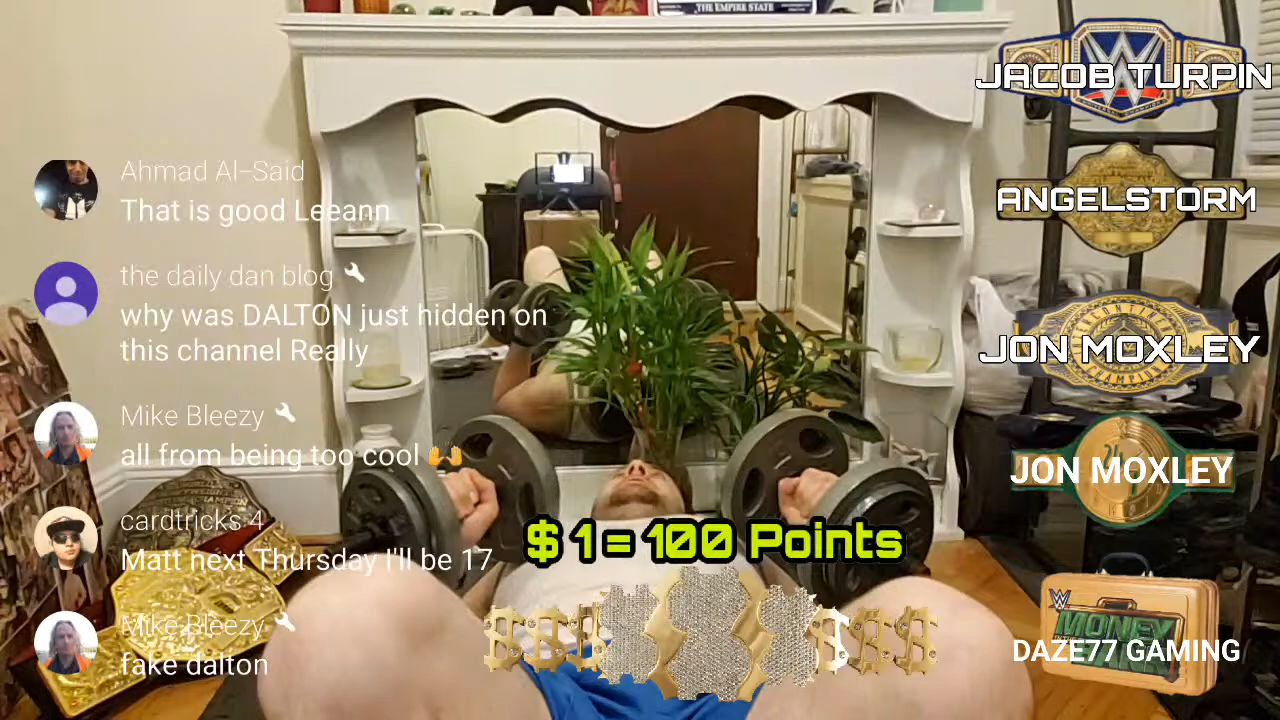 THE EMPIRE STATE
Ahmad Al-Said
That is good Leeann
the daily dan blog
why was DALTON just hidden on
this channel Really
Mike Bleezy
all from being too cool 🙌
cardtricks 4
Matt next Thursday I'll be 17
Mike Bleezy
fake dalton
$ 1 = 100 Points
JACOB TURPIN
ANGELSTORM
JON MOXLEY
JON MOXLEY
24
W
MONEY
DAZE77 GAMING